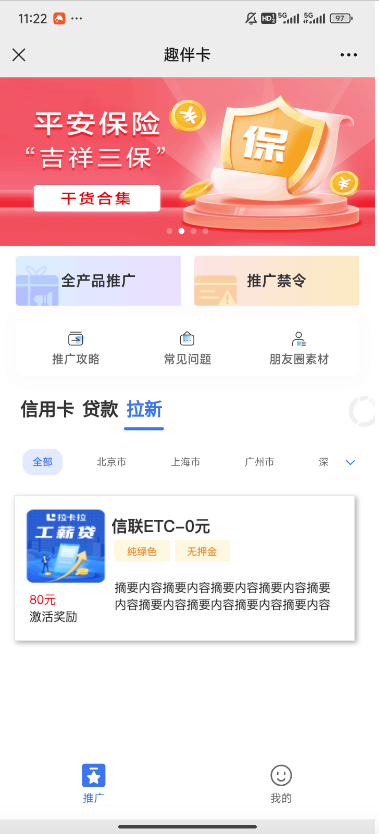 11:22
HD
5G
5G
97
趣伴卡
平安保险
“吉祥三保”
干货合集
保
全产品推广
推广禁令
推广攻略
常见问题
朋友圈素材
信用卡 贷款 拉新
全部 北京市 上海市 广州市 深
拉卡拉
工薪贷
信联ETC-0元
纯绿色 无押金
摘要内容摘要内容摘要内容摘要内容摘要
内容摘要内容摘要内容摘要内容摘要内容
80元
激活奖励
推广
我的